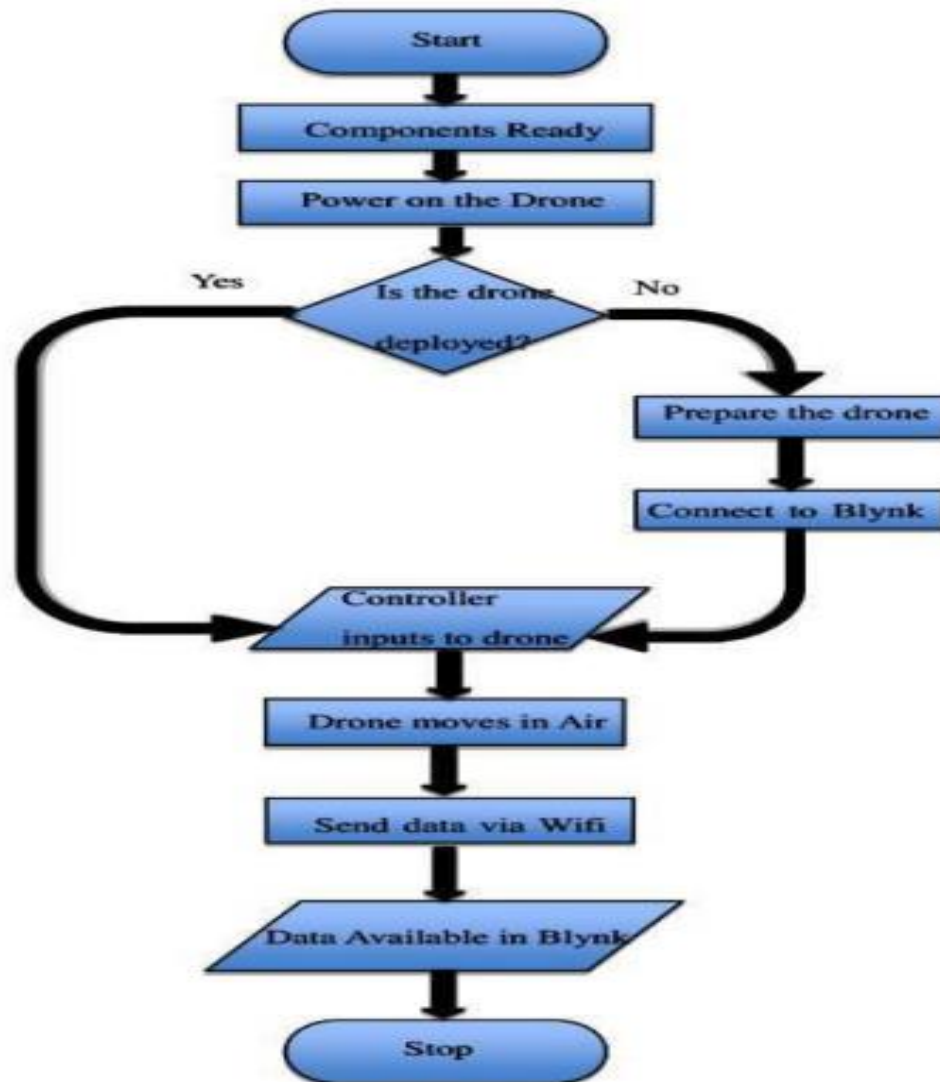 Start
Components Ready
Power on the Drone
Yes
Is the drone
deployed?
No
Prepare the drone
Connect to Blynk
Controller
inputs to drone
Drone moves in Air
Send data via Wifi
Data Available in Blynk
Stop